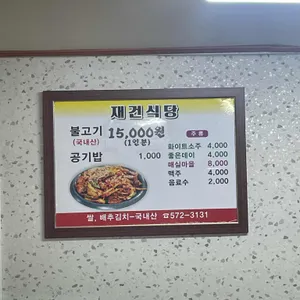 재건식당
불고기 15,000원
(국내산) (1인분)
공기밥 1,000
주류
화이트소주 4,000
좋은데이 4,000
매실마을 8,000
맥주 4,000
음료수 2,000
쌀, 배추김치-국내산 ☎572-3131